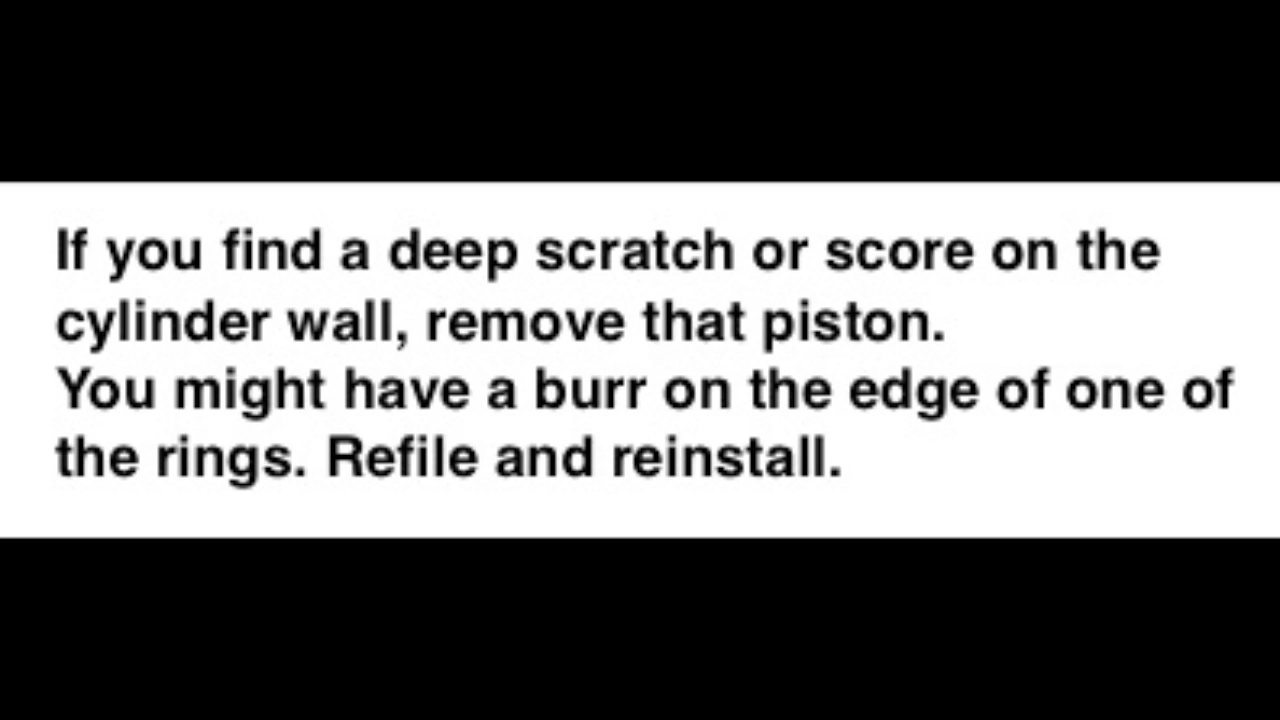 If you find a deep scratch or score on the
cylinder wall, remove that piston.
You might have a burr on the edge of one of
the rings. Refile and reinstall.